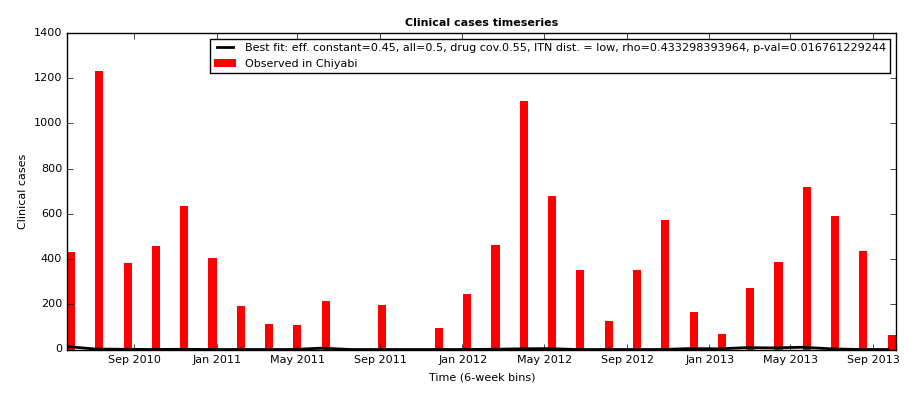 Clinical cases timeseries
Best fit: eff. constant=0.45, all=0.5, drug cov.0.55, ITN dist. = low, rho=0.433298393964, p-val=0.016761229244
Observed in Chiyabi
Clinical cases
1400
1200
1000
800
600
400
200
0
Sep 2010 Jan 2011 May 2011 Sep 2011 Jan 2012 May 2012 Sep 2012 Jan 2013 May 2013 Sep 2013
Time (6-week bins)